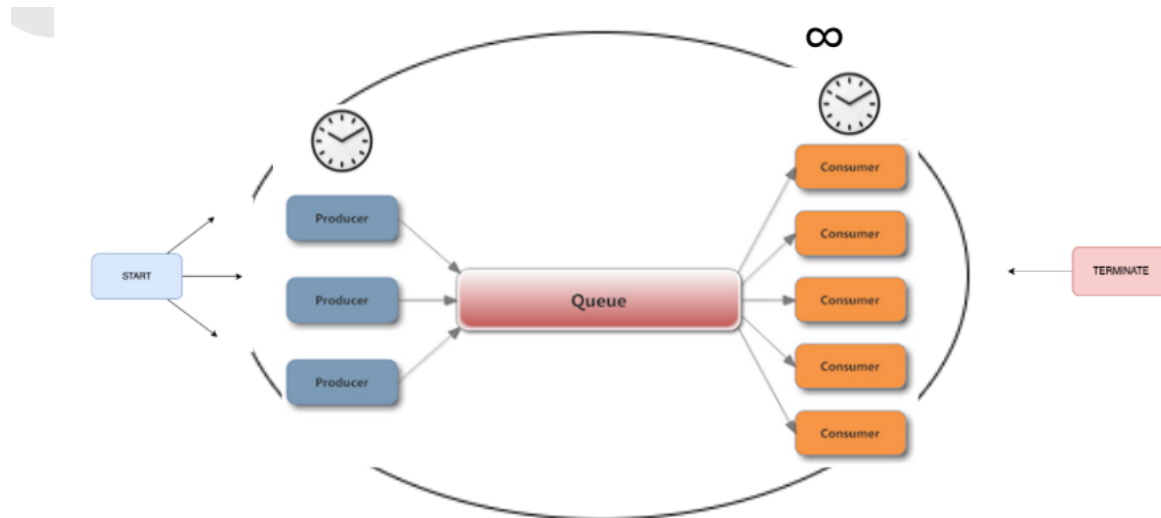 ∞
Consumer
Producer
Consumer
START
Producer
Queue
Consumer
TERMINATE
Producer
Consumer
Consumer